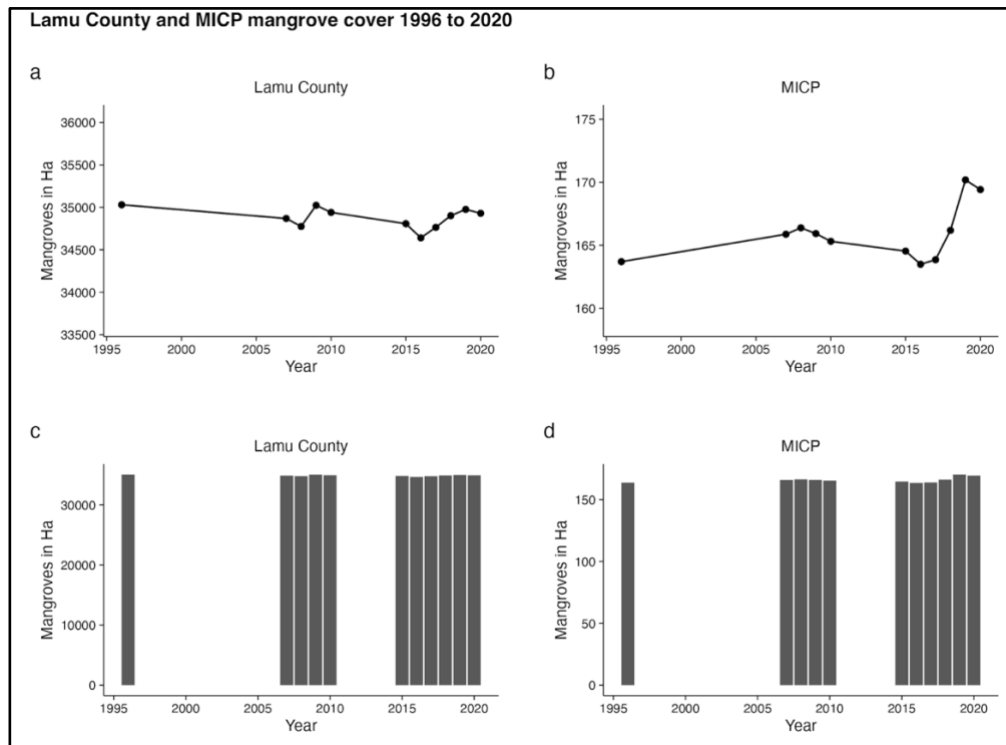 Lamu County and MICP mangrove cover 1996 to 2020
a
Lamu County
36000
35500
35000
34500
34000
33500
Mangroves in Ha
1995 2000 2005 2010 2015 2020
Year
b
MICP
175
170
165
160
Mangroves in Ha
1995 2000 2005 2010 2015 2020
Year
c
Lamu County
30000
20000
10000
0
Mangroves in Ha
1995 2000 2005 2010 2015 2020
Year
d
MICP
150
100
50
0
Mangroves in Ha
1995 2000 2005 2010 2015 2020
Year